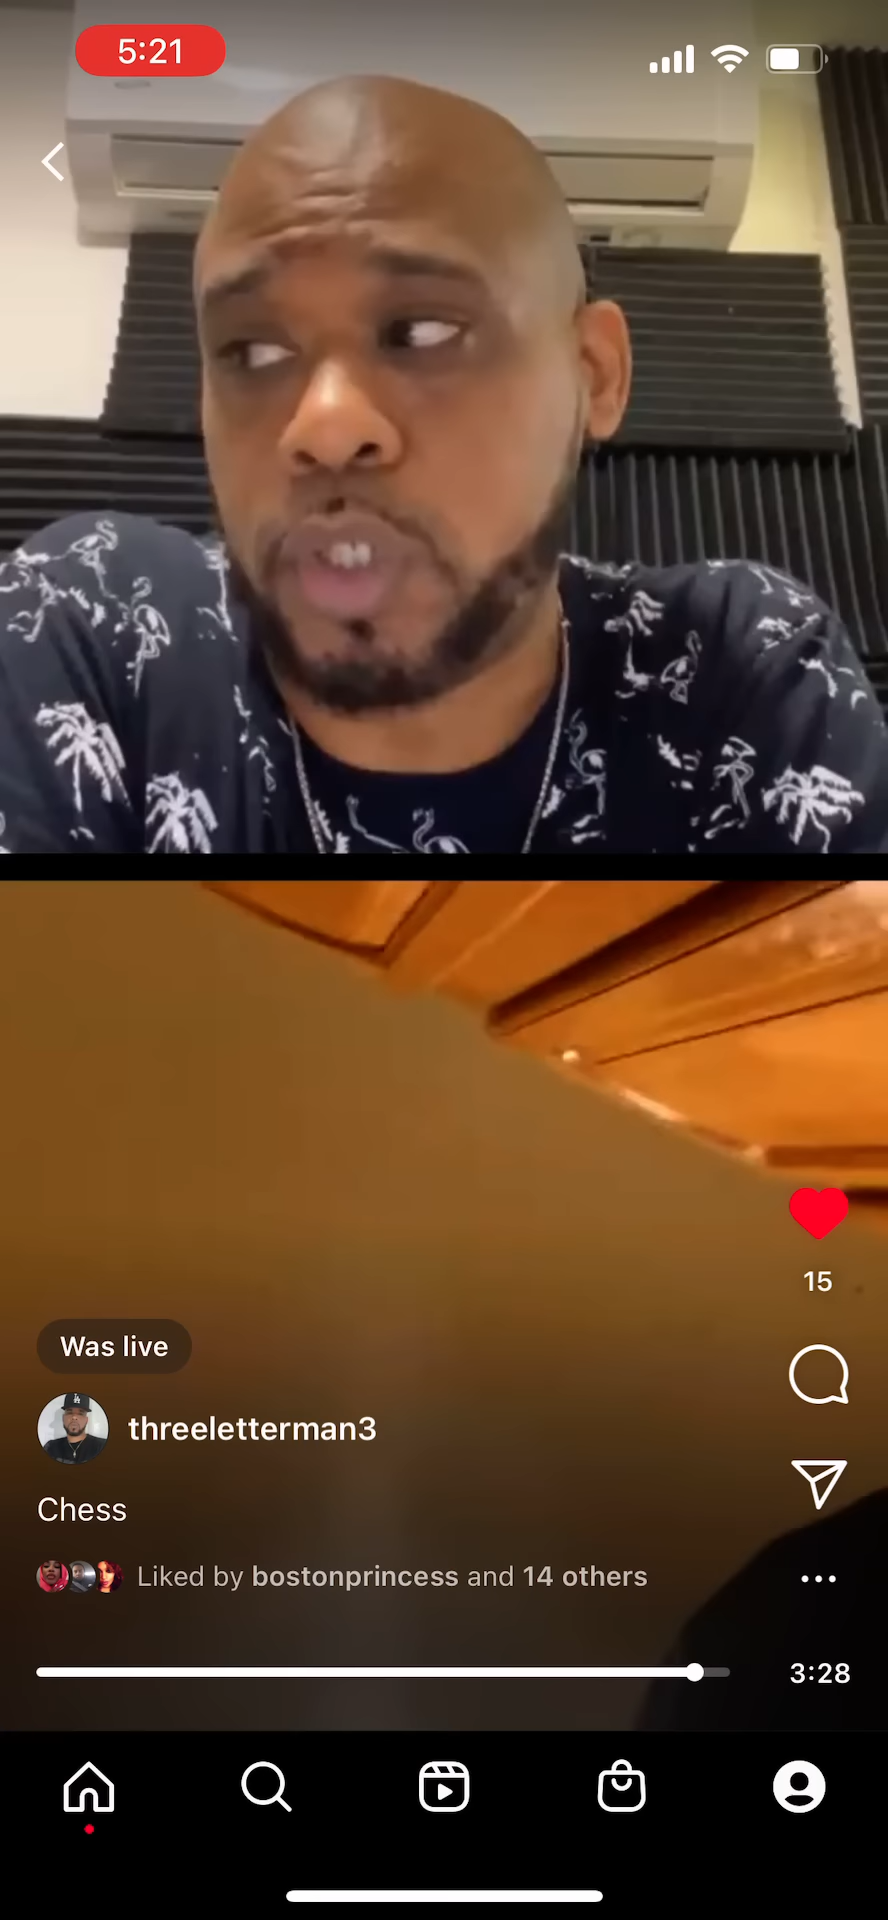 5:21
Was live
threeletterman3
Chess
Liked by bostonprincess and 14 others
15
3:28